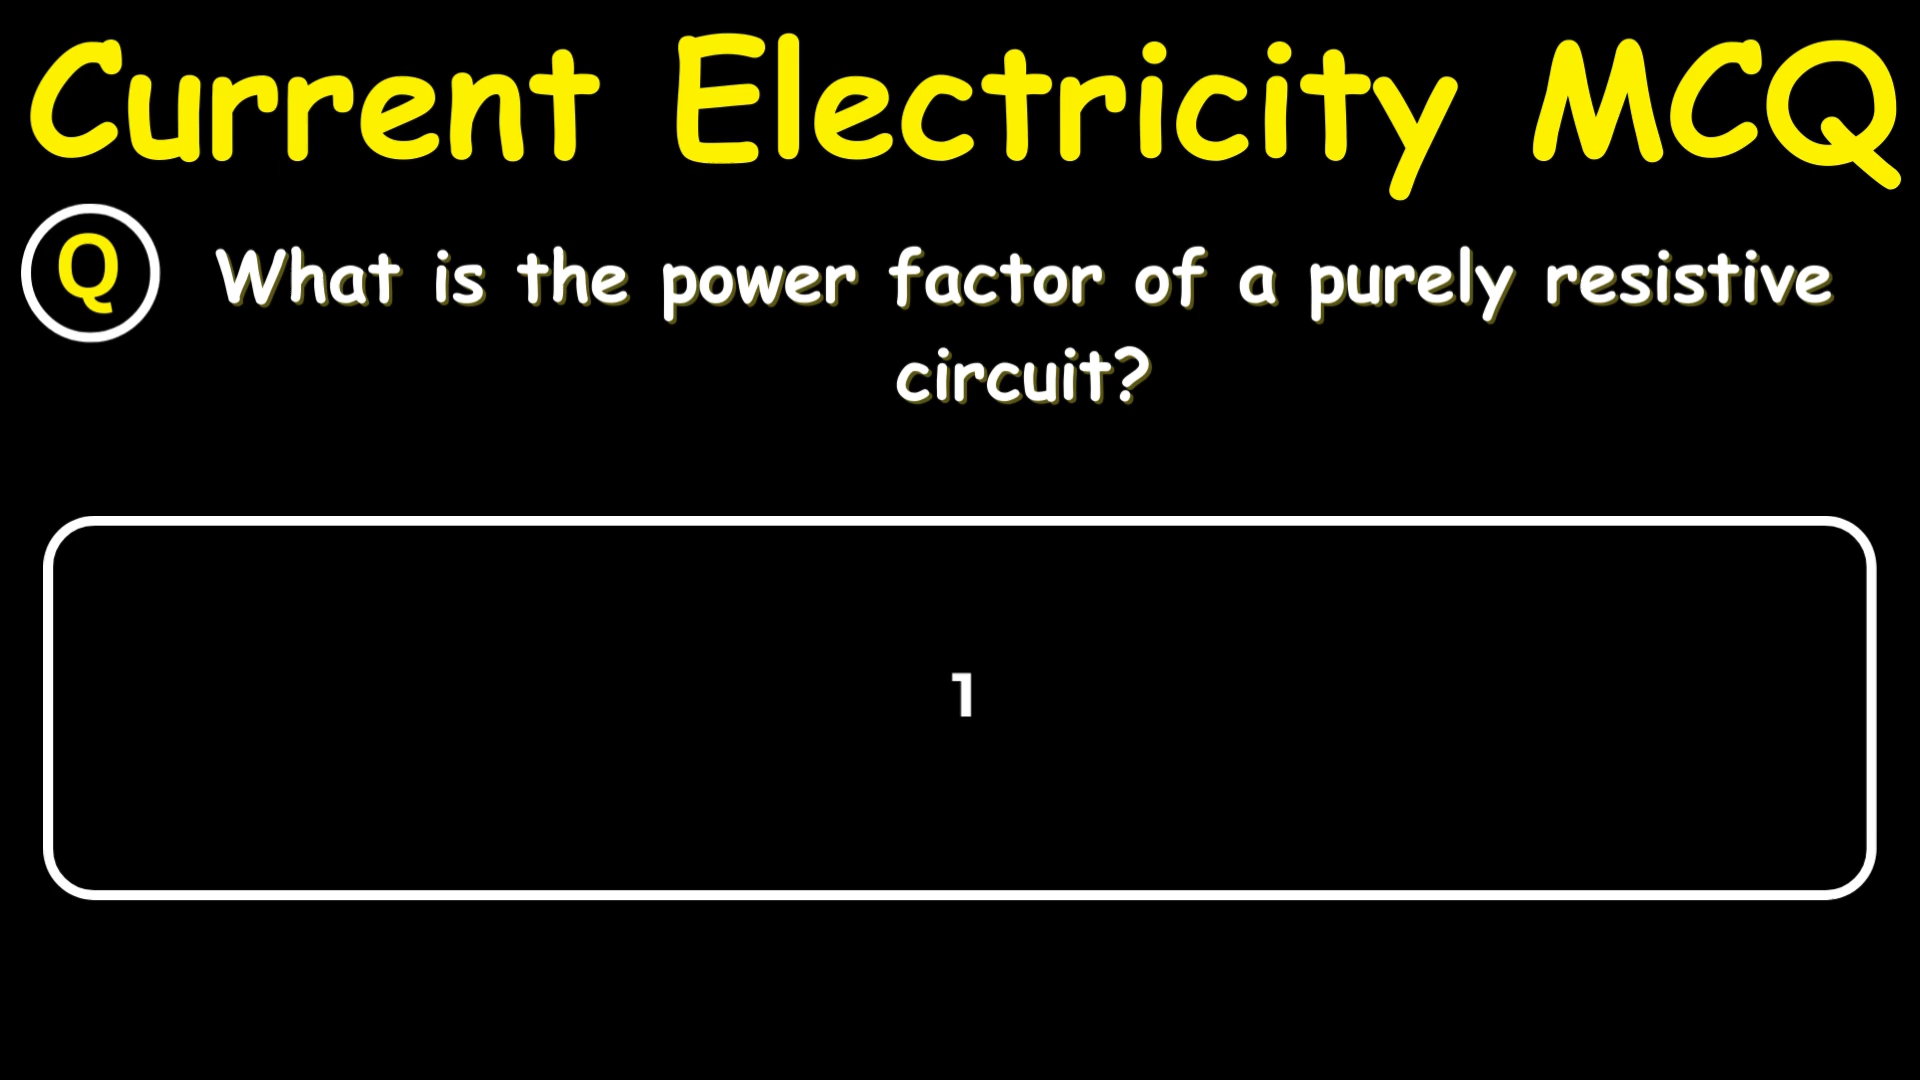 Current Electricity MCQ
Q
What is the power factor of a purely resistive
circuit?
1